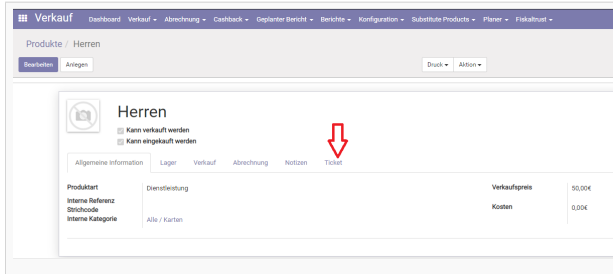 Verkauf Dashboard Verkauf Abrechnung Cashback Geplanter Bericht Berichte Konfiguration Substitute Products Planer Fiskaltrust
Produkte / Herren
Bearbeiten Anlegen Druck Aktion
Herren
Kann verkauft werden
Kann eingekauft werden
Allgemeine Information Lager Verkauf Abrechnung Notizen Ticket
Produktart Dienstleistung Verkaufspreis 50,00€
Interne Referenz Kosten 0,00€
Strichcode
Interne Kategorie Alle / Karten